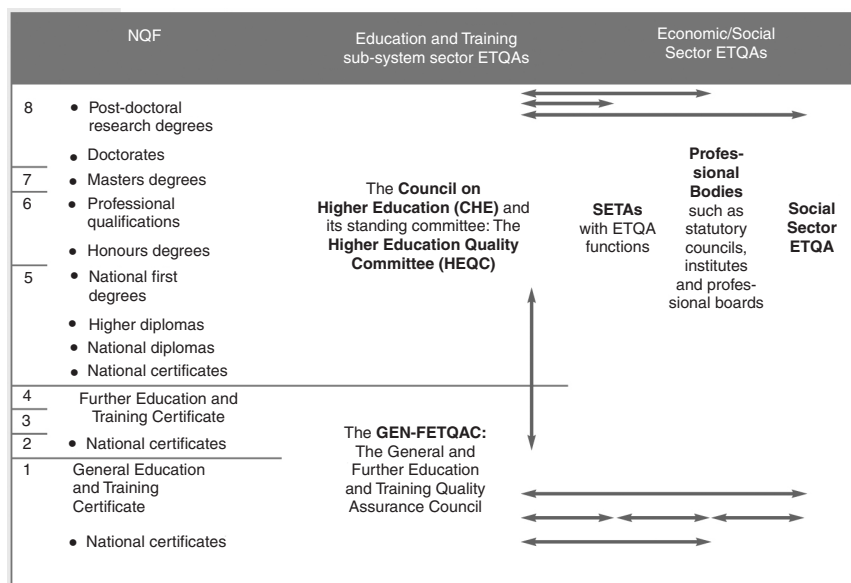 NQF
Education and Training
sub-system sector ETQAs
Economic/Social
Sector ETQAs
8
• Post-doctoral
research degrees
• Doctorates
7
• Masters degrees
6
• Professional
qualifications
• Honours degrees
5
• National first
degrees
• Higher diplomas
• National diplomas
• National certificates
4
Further Education and
Training Certificate
3
2
• National certificates
1
General Education
and Training
Certificate
• National certificates
The Council on
Higher Education (CHE) and
its standing committee: The
Higher Education Quality
Committee (HEQC)
The GEN-FETQAC:
The General and
Further Education
and Training Quality
Assurance Council
SETAs
with ETQA
functions
Profes-
sional
Bodies
such as
statutory
councils,
institutes
and profes-
sional boards
Social
Sector
ETQA